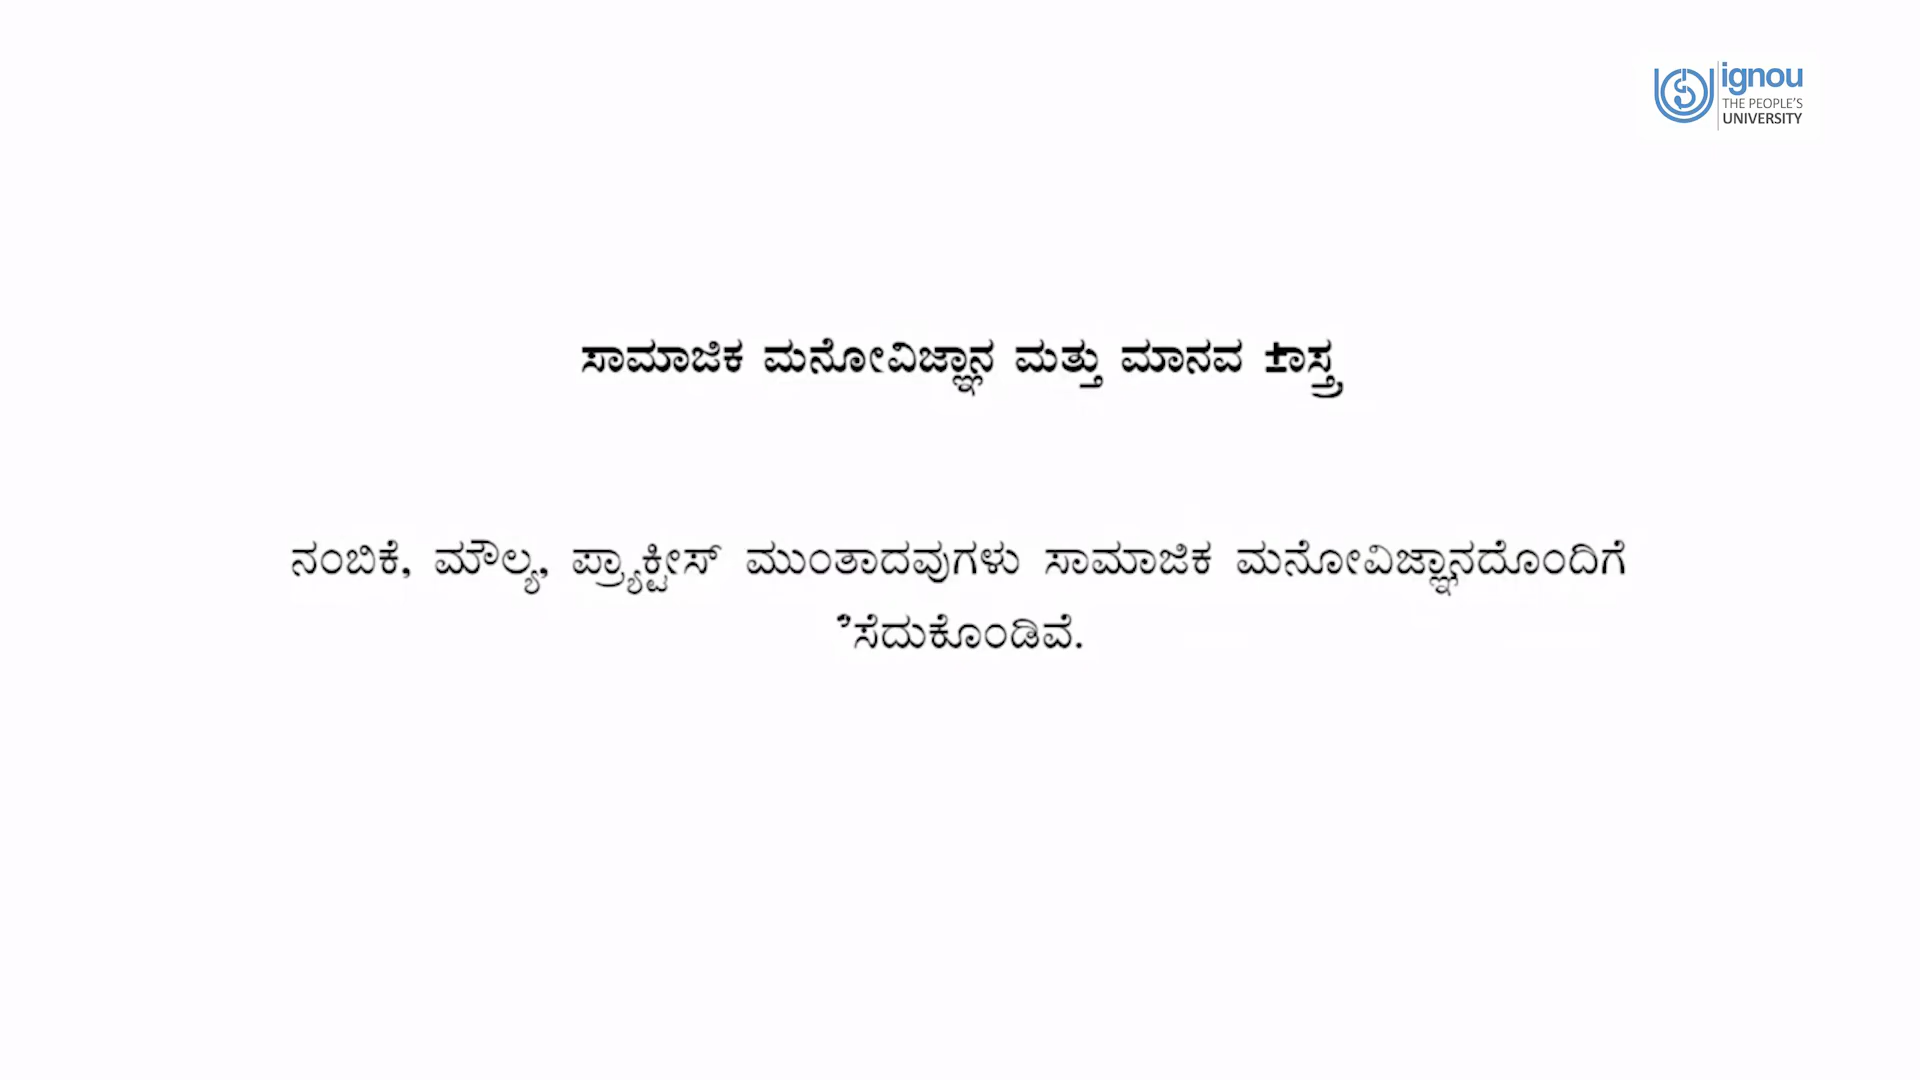 ignou
THE PEOPLE'S
UNIVERSITY
ಸಾಮಾಜಿಕ ಮನೋವಿಜ್ಞಾನ ಮತ್ತು ಮಾನವ ±ಾಸ್ತ್ರ
ನಂಬಿಕೆ, ಮೌಲ್ಯ, ಪ್ರ್ಯಾಕ್ಟೀಸ್ ಮುಂತಾದವುಗಳು ಸಾಮಾಜಿಕ ಮನೋವಿಜ್ಞಾನದೊಂದಿಗೆ
ೆಸೆದುಕೊಂಡಿವೆ.